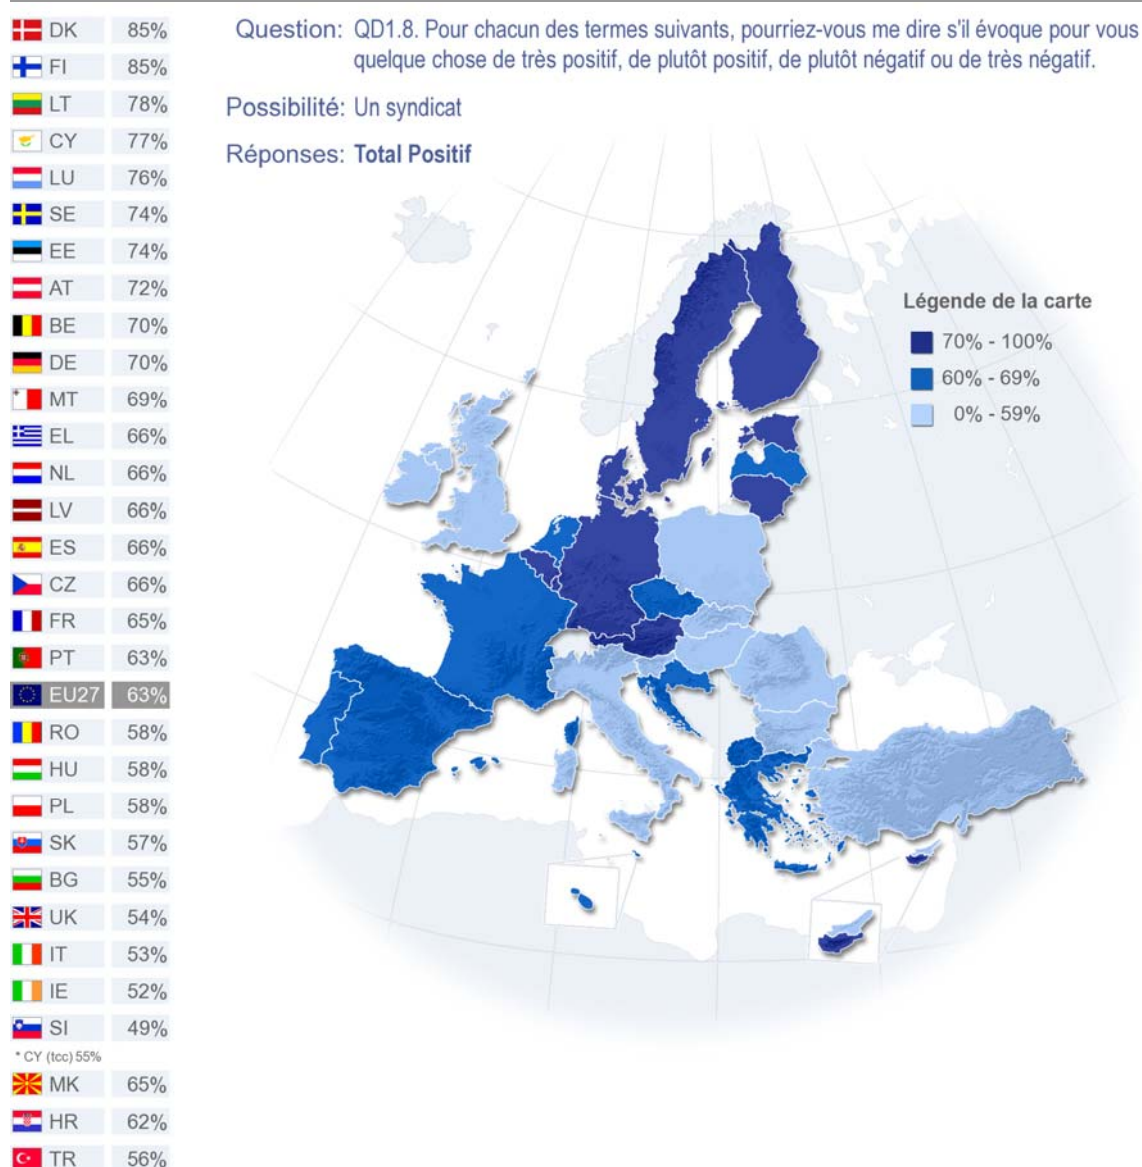 DK 85%
FI 85%
LT 78%
CY 77%
LU 76%
SE 74%
EE 74%
AT 72%
BE 70%
DE 70%
MT 69%
EL 66%
NL 66%
LV 66%
ES 66%
CZ 66%
FR 65%
PT 63%
EU27 63%
RO 58%
HU 58%
PL 58%
SK 57%
BG 55%
UK 54%
IT 53%
IE 52%
SI 49%
* CY (tcc) 55%
MK 65%
HR 62%
TR 56%
Question: QD1.8. Pour chacun des termes suivants, pourriez-vous me dire s'il évoque pour vous
quelque chose de très positif, de plutôt positif, de plutôt négatif ou de très négatif.
Possibilité: Un syndicat
Réponses: Total Positif
Légende de la carte
70% - 100%
60% - 69%
0% - 59%